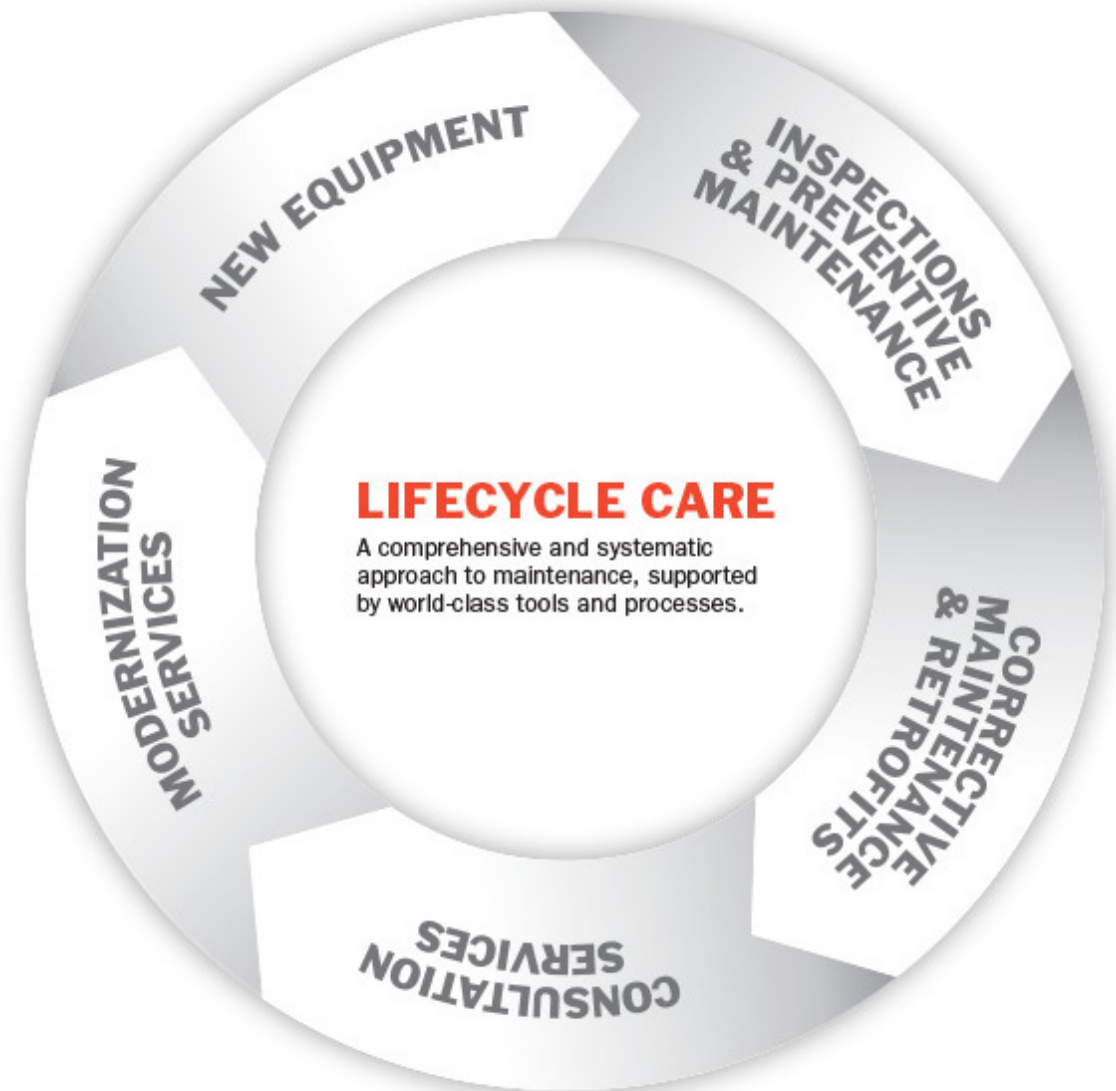 NEW EQUIPMENT
INSPECTIONS
& PREVENTIVE
MAINTENANCE
CORRECTIVE
MAINTENANCE
& RETROFITS
CONSULTATION
SERVICES
MODERNIZATION
SERVICES
LIFECYCLE CARE
A comprehensive and systematic
approach to maintenance, supported
by world-class tools and processes.